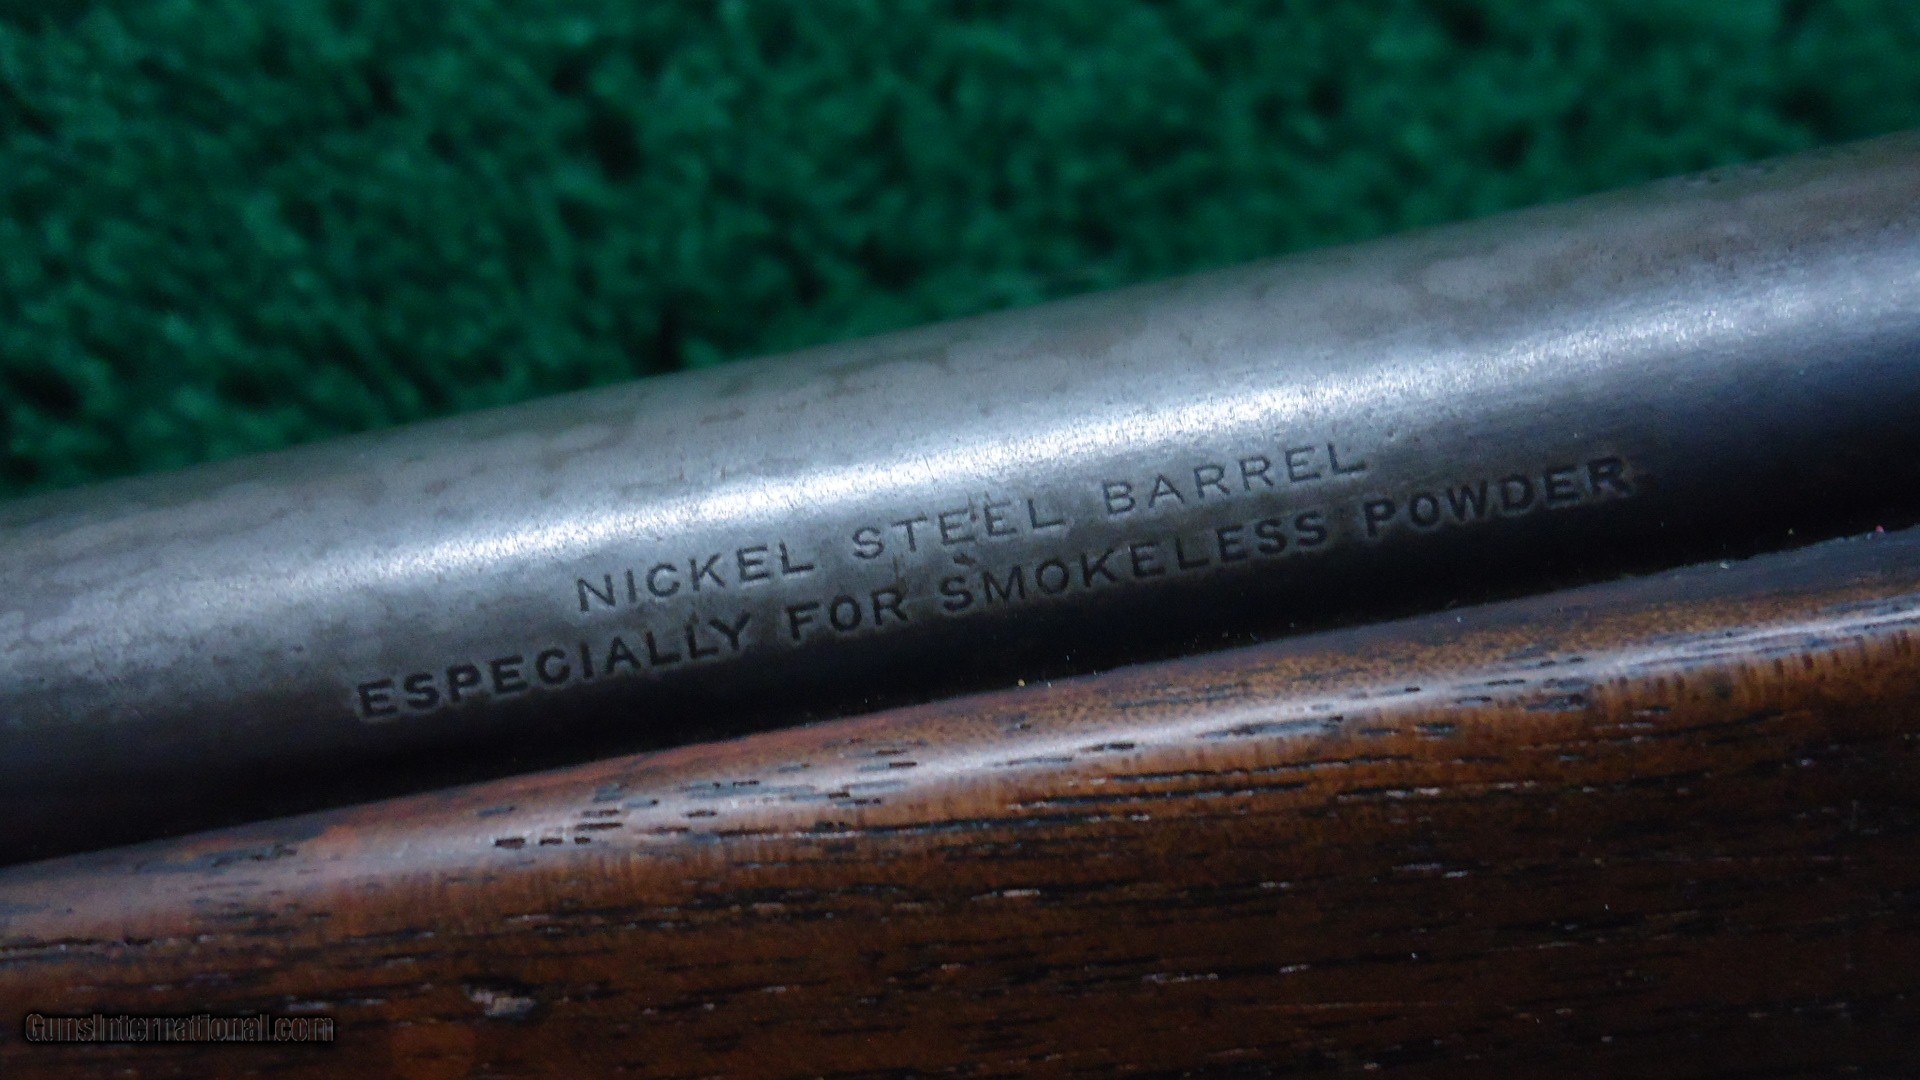 NICKEL STEEL BARREL
ESPECIALLY FOR SMOKELESS POWDER
GunsInternational.com